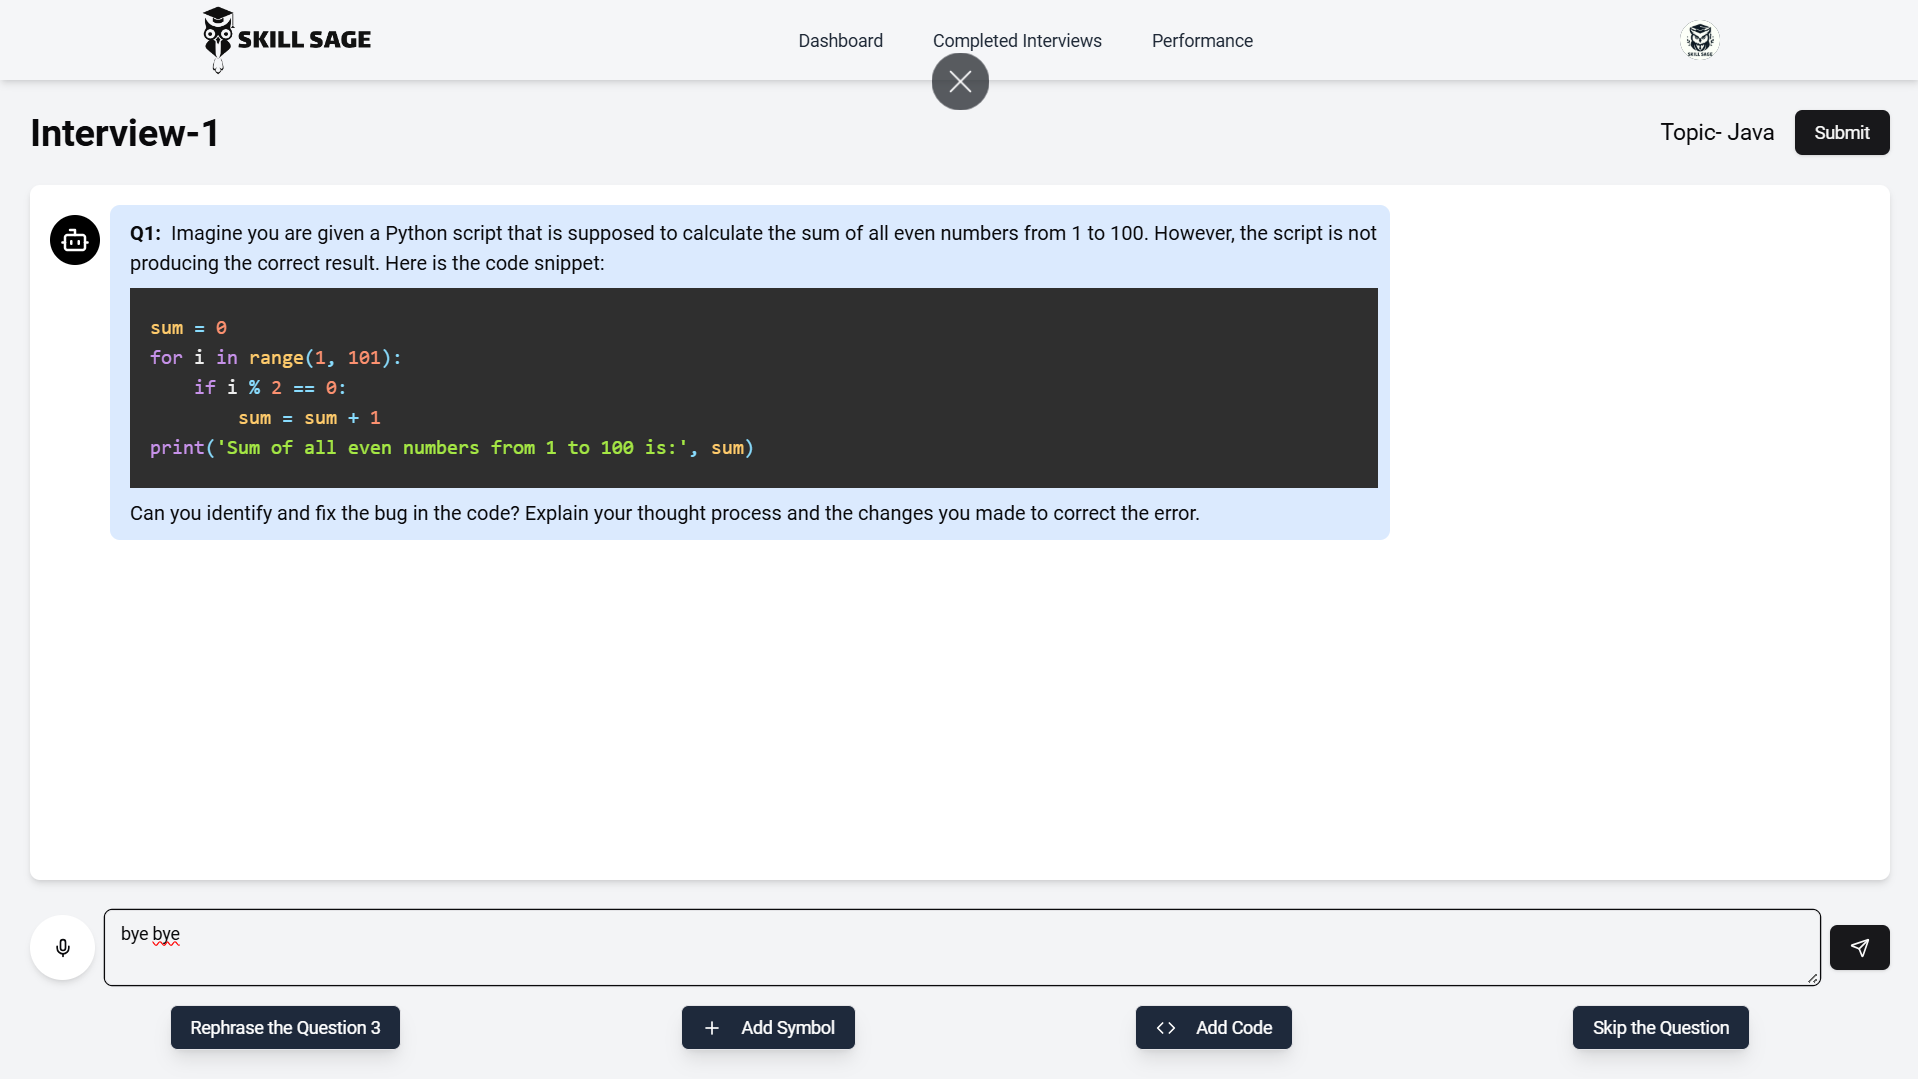 SKILL SAGE
Dashboard
Completed Interviews
Performance
SKILL SAGE
Interview-1
Topic- Java
Submit
Q1: Imagine you are given a Python script that is supposed to calculate the sum of all even numbers from 1 to 100. However, the script is not
producing the correct result. Here is the code snippet:
sum = 0
for i in range(1, 101):
    if i % 2 == 0:
        sum = sum + 1
print('Sum of all even numbers from 1 to 100 is:', sum)
Can you identify and fix the bug in the code? Explain your thought process and the changes you made to correct the error.
bye bye
Rephrase the Question 3
Add Symbol
Add Code
Skip the Question